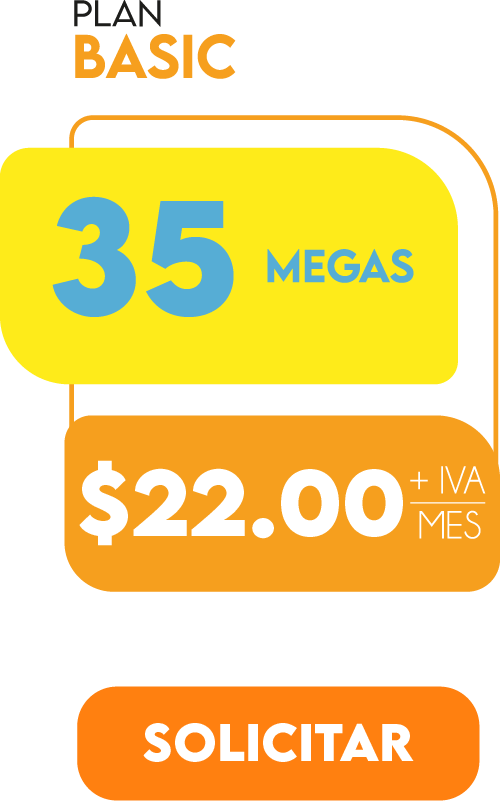 PLAN
BASIC
35 MEGAS
$22.00 + IVA
MES
SOLICITAR